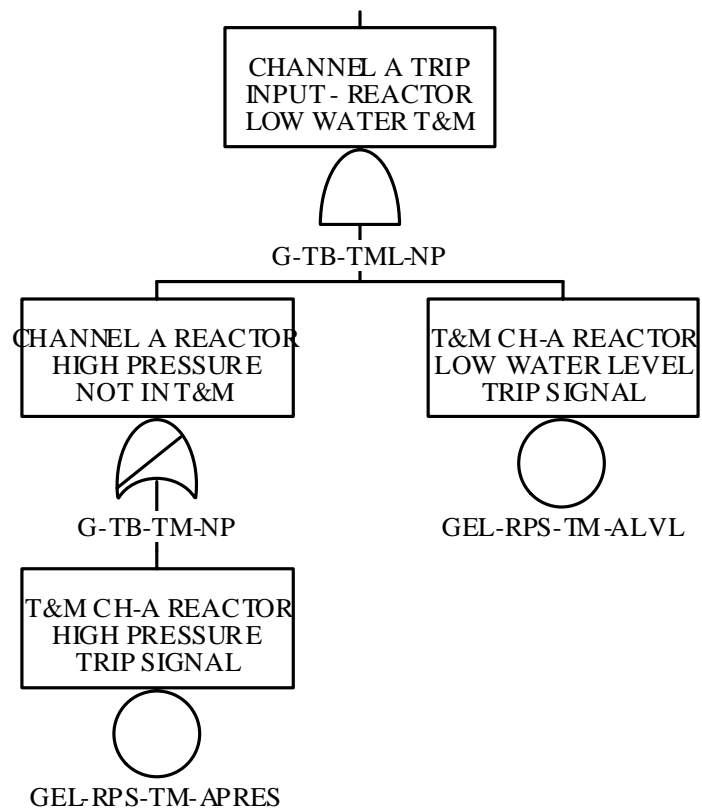 CHANNEL A TRIP
INPUT - REACTOR
LOW WATER T&M
G-TB-TML-NP
CHANNEL A REACTOR
HIGH PRESSURE
NOT IN T&M
T&M CH-A REACTOR
LOW WATER LEVEL
TRIP SIGNAL
G-TB-TM-NP
GEL-RPS-TM-ALVL
T&M CH-A REACTOR
HIGH PRESSURE
TRIP SIGNAL
GEL-RPS-TM-APRES